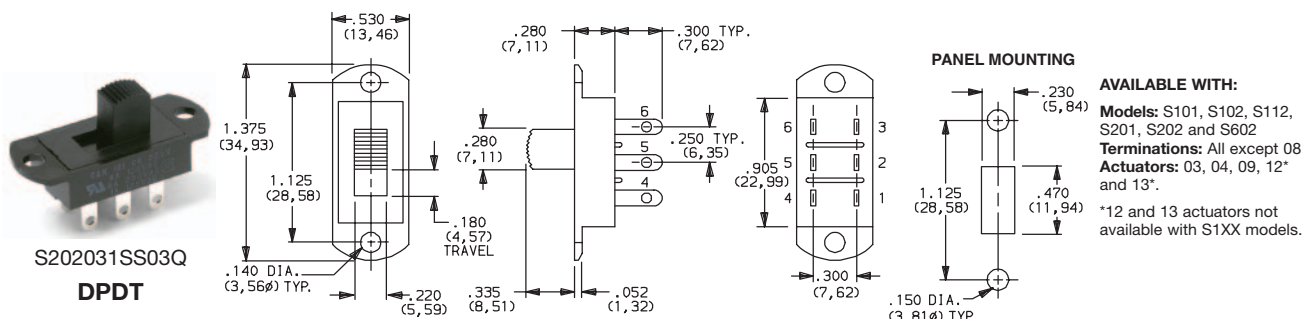 S202031SS03Q
DPDT
.530
(13,46)
1.375
(34,93)
1.125
(28,58)
.180
(4,57)
TRAVEL
.140 DIA.
(3,56ø) TYP.
.220
(5,59)
.280
(7,11)
.300 TYP.
(7,62)
.280
(7,11)
6
5
4
.250 TYP.
(6,35)
.335
(8,51)
.052
(1,32)
6 3
5 2
4 1
.905
(22,99)
.300
(7,62)
PANEL MOUNTING
.230
(5,84)
1.125
(28,58)
.470
(11,94)
.150 DIA.
(3,81ø) TYP
AVAILABLE WITH:
Models: S101, S102, S112,
S201, S202 and S602
Terminations: All except 08
Actuators: 03, 04, 09, 12*
and 13*.
*12 and 13 actuators not
available with S1XX models.